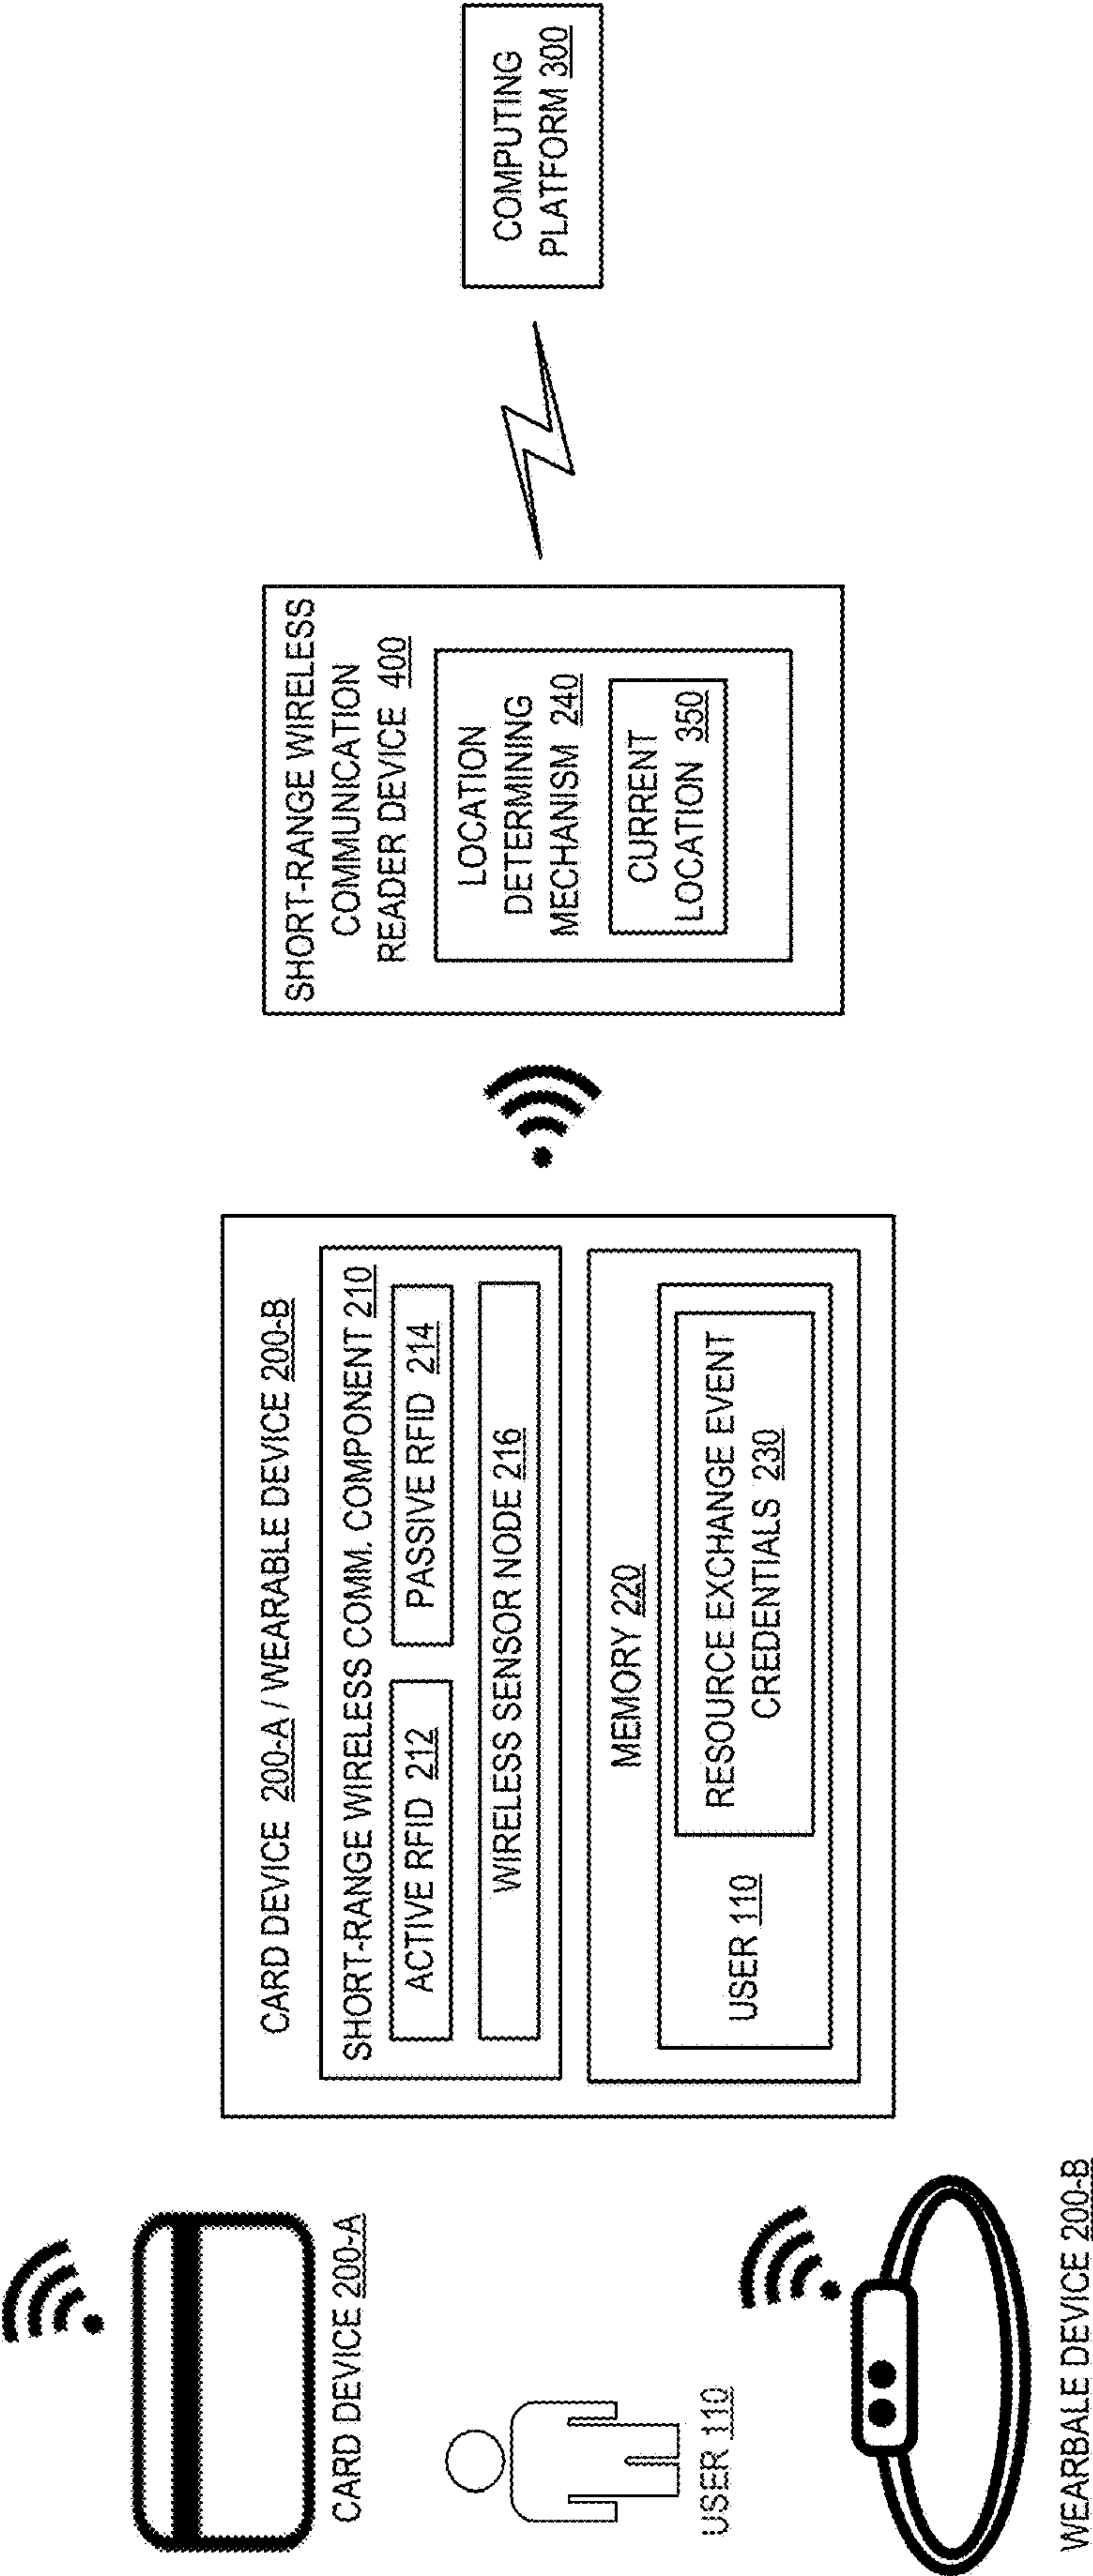 CARD DEVICE 200-A
USER 110
WEARBALE DEVICE 200-B
CARD DEVICE 200-A / WEARABLE DEVICE 200-B
SHORT-RANGE WIRELESS COMM. COMPONENT 210
ACTIVE RFID 212
PASSIVE RFID 214
WIRELESS SENSOR NODE 216
MEMORY 220
USER 110
RESOURCE EXCHANGE EVENT
CREDENTIALS 230
SHORT-RANGE WIRELESS
COMMUNICATION
READER DEVICE 400
LOCATION
DETERMINING
MECHANISM 240
CURRENT
LOCATION 350
COMPUTING
PLATFORM 300